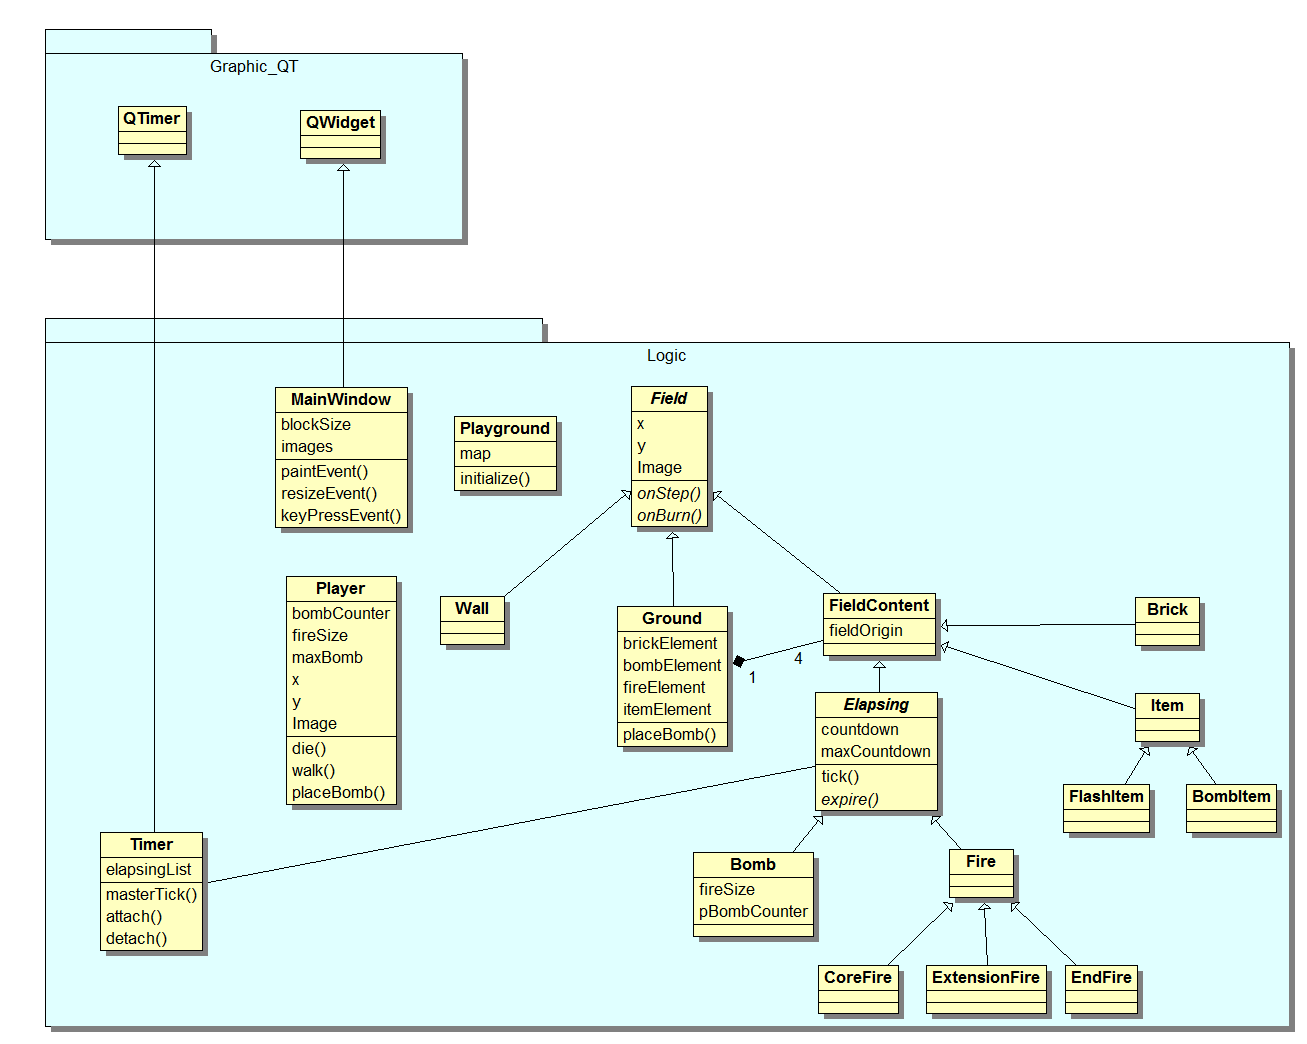 Graphic_QT
QTimer
QWidget
Logic
MainWindow
blockSize
images
paintEvent()
resizeEvent()
keyPressEvent()
Playground
map
initialize()
Field
x
y
Image
onStep()
onBurn()
Player
bombCounter
fireSize
maxBomb
x
y
Image
die()
walk()
placeBomb()
Wall
Ground
brickElement
bombElement
fireElement
itemElement
placeBomb()
1
4
FieldContent
fieldOrigin
Brick
Item
FlashItem
BombItem
Elapsing
countdown
maxCountdown
tick()
expire()
Timer
elapsingList
masterTick()
attach()
detach()
Bomb
fireSize
pBombCounter
Fire
CoreFire
ExtensionFire
EndFire